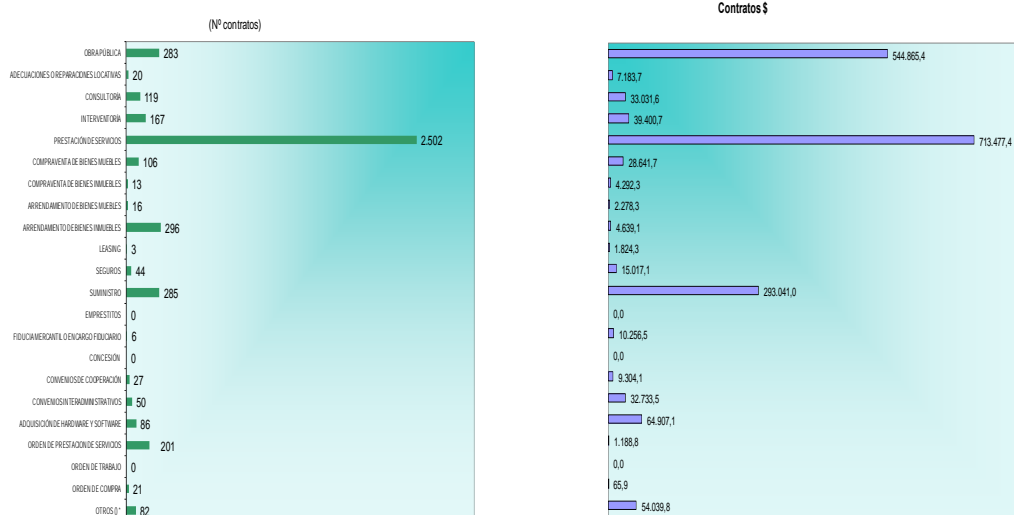 Contratos $
(Nº contratos)
OBRA PÚBLICA 283 544.865,4
ADECUACIONES O REPARACIONES LOCATIVAS 20 7.183,7
CONSULTORÍA 119 33.031,6
INTERVENTORÍA 167 39.400,7
PRESTACIÓN DE SERVICIOS 2.502 713.477,4
COMPRAVENTA DE BIENES MUEBLES 106 28.641,7
COMPRAVENTA DE BIENES INMUEBLES 13 4.292,3
ARRENDAMIENTO DE BIENES MUEBLES 16 2.278,3
ARRENDAMIENTO DE BIENES INMUEBLES 296 4.639,1
LEASING 3 1.824,3
SEGUROS 44 15.017,1
SUMINISTRO 285 293.041,0
EMPRESTITOS 0 0,0
FIDUCIA MERCANTIL O ENCARGO FIDUCIARIO 6 10.256,5
CONCESIÓN 0 0,0
CONVENIOS DE COOPERACIÓN 27 9.304,1
CONVENIOS INTERADMINISTRATIVOS 50 32.733,5
ADQUISICIÓN DE HARDWARE Y SOFTWARE 86 64.907,1
ORDEN DE PRESTACION DE SERVICIOS 201 1.188,8
ORDEN DE TRABAJO 0 0,0
ORDEN DE COMPRA 21 65,9
OTROS () * 82 54.039,8